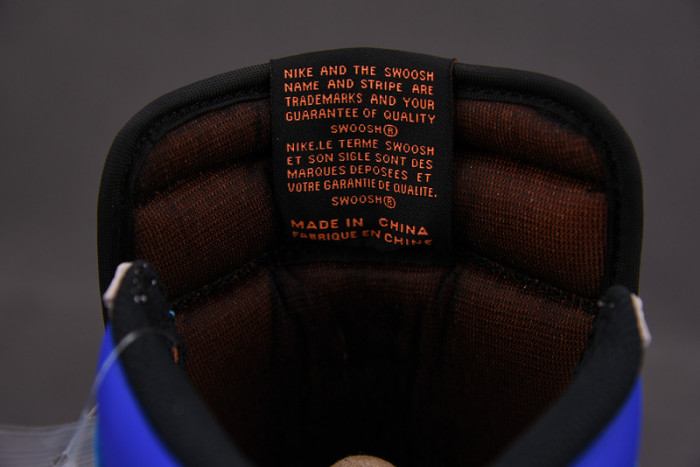 NIKE AND THE SWOOSH
NAME AND STRIPE ARE
TRADEMARKS AND YOUR
GUARANTEE OF QUALITY
SWOOSH®
NIKE.LE TERME SWOOSH
ET SON SIGLE SONT DES
MARQUES DEPOSEES ET
VOTRE GARANTIE DE QUALITE.
SWOOSH®
MADE IN CHINA
FABRIQUE EN CHINE